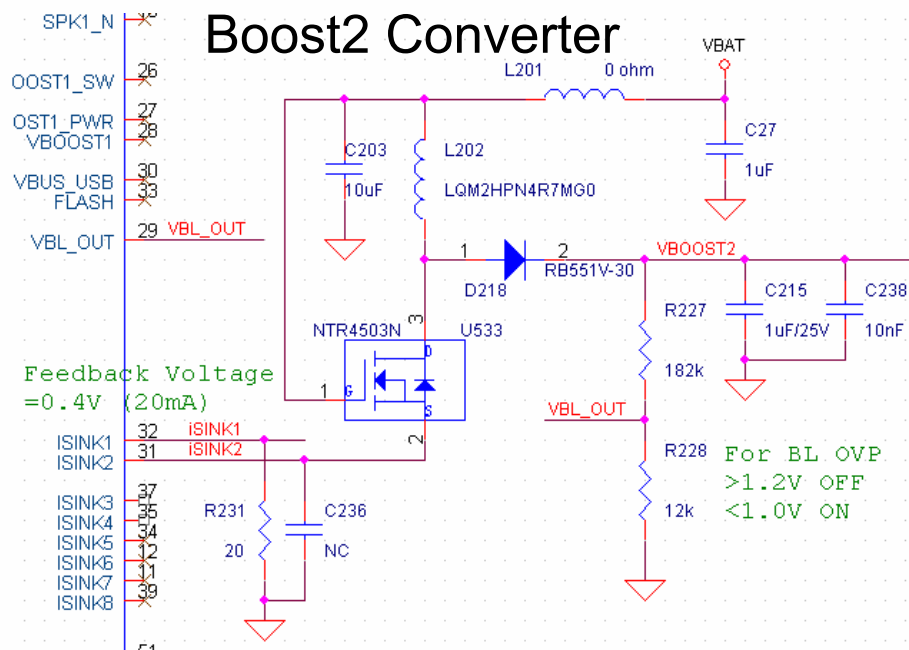 Boost2 Converter
SPK1_N
OOST1_SW 26
OST1_PWR 27
VBOOST1 28
VBUS_USB 30
FLASH 33
VBL_OUT 29 VBL_OUT
L201 0 ohm
VBAT
C27
1uF
C203
10uF
L202
LQM2HPN4R7MG0
1 2
D218 RB551V-30
VBOOST2
C215
1uF/25V
C238
10nF
R227
182k
3
NTR4503N U533
D
1 G
S
2
Feedback Voltage
=0.4V (20mA)
VBL_OUT
R228
12k
For BL OVP
>1.2V OFF
<1.0V ON
ISINK1 32 iSINK1
ISINK2 31 iSINK2
ISINK3 37
ISINK4 35
ISINK5 34
ISINK6 12
ISINK7 11
ISINK8 39
R231
20
C236
NC